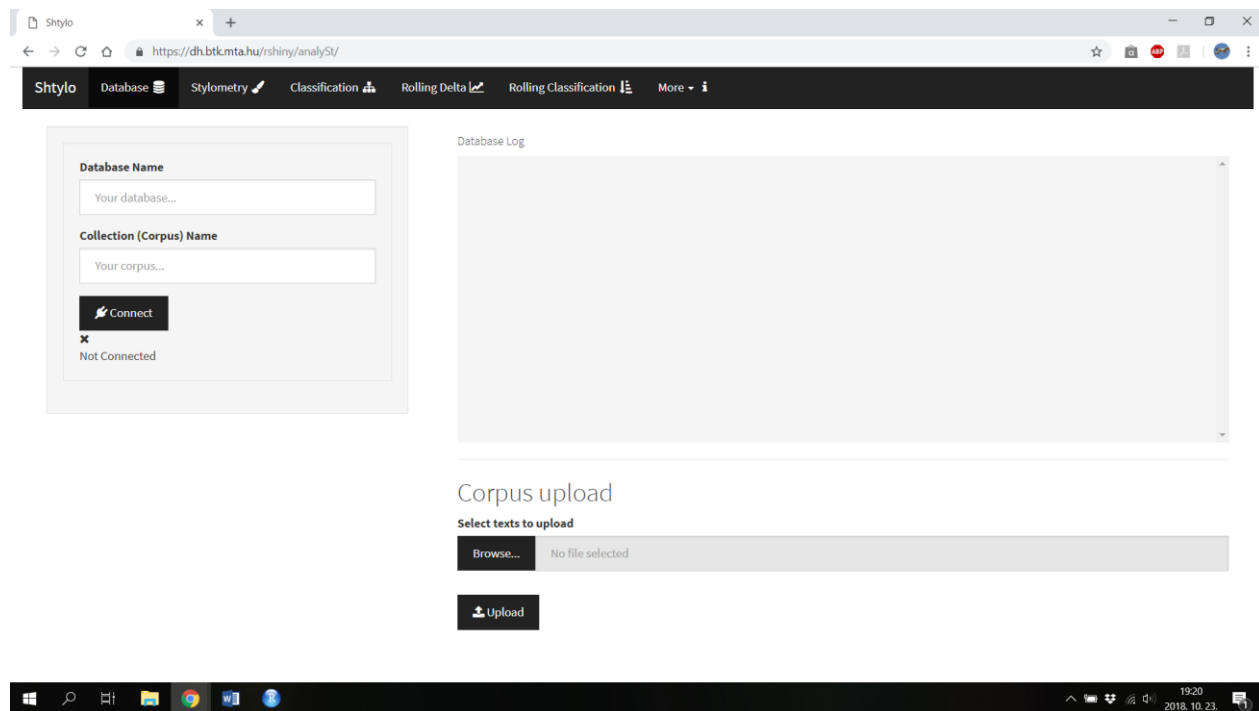 Shtylo
https://dh.btk.mta.hu/rshiny/analySt/
ABP
Shtylo Database Stylometry Classification Rolling Delta Rolling Classification More
Database Name
Your database...
Collection (Corpus) Name
Your corpus...
Connect
Not Connected
Database Log
Corpus upload
Select texts to upload
Browse... No file selected
Upload
19:20
2018. 10. 23.